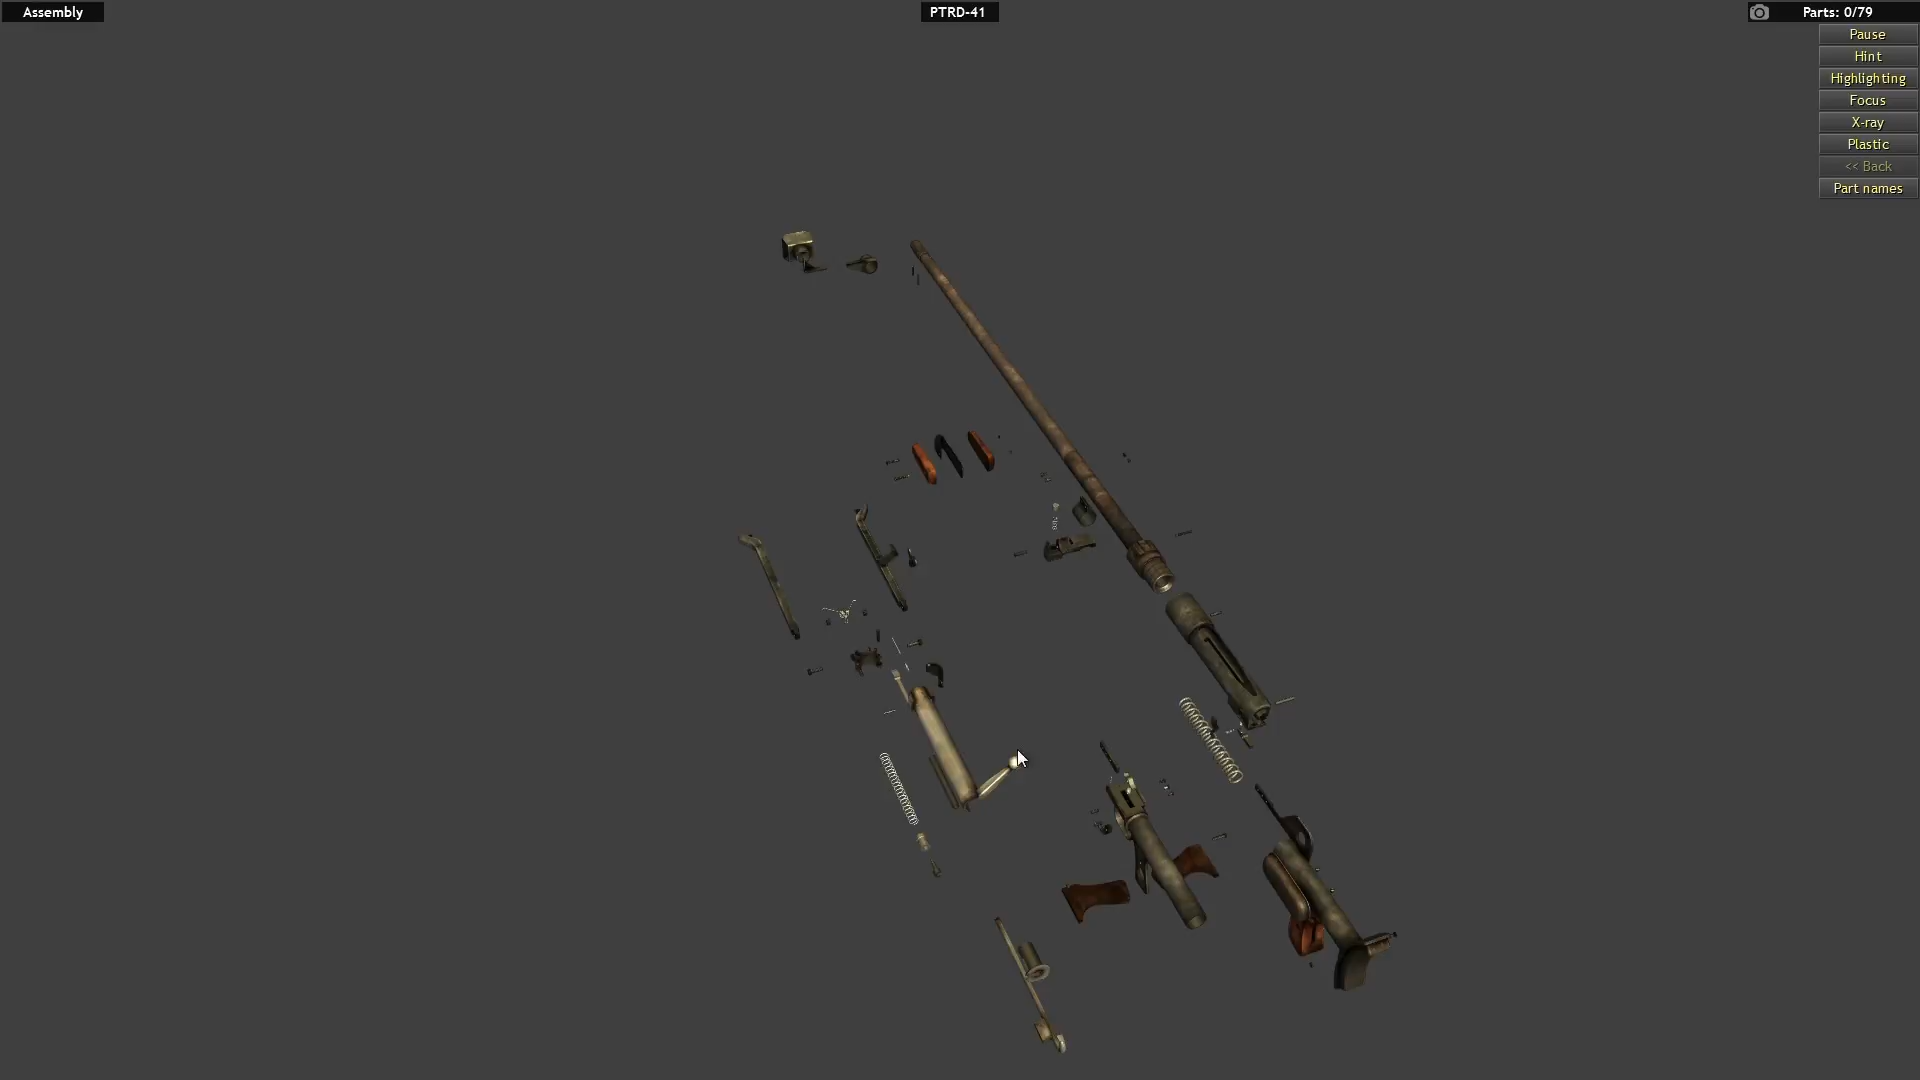 Assembly
PTRD-41
Parts: 0/79
Pause
Hint
Highlighting
Focus
X-ray
Plastic
<< Back
Part names